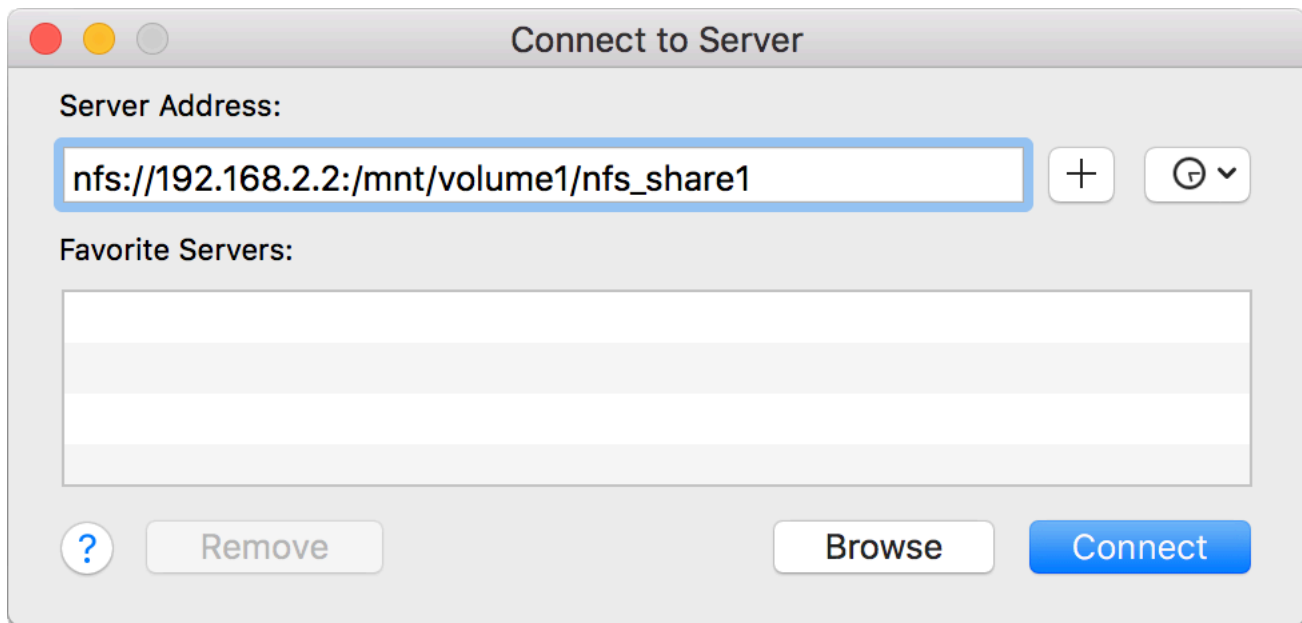 Connect to Server
Server Address:
nfs://192.168.2.2:/mnt/volume1/nfs_share1
Favorite Servers:
? Remove Browse Connect